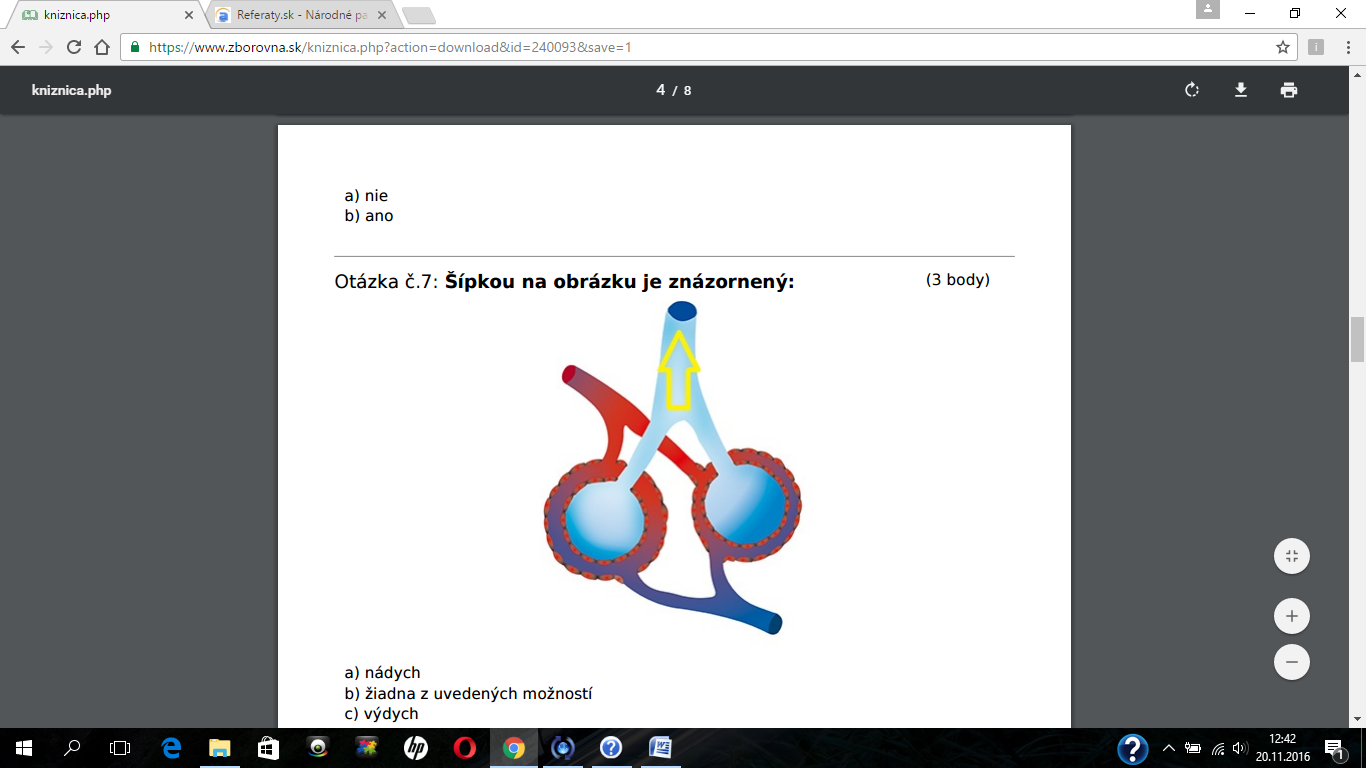 kniznica.php
Referaty.sk - Národné pa
https://www.zborovna.sk/kniznica.php?action=download&id=240093&save=1
kniznica.php
4 / 8
a) nie
b) ano
Otázka č.7: Šípkou na obrázku je znázornený: (3 body)
a) nádych
b) žiadna z uvedených možností
c) výdych
12:42
20.11.2016
1